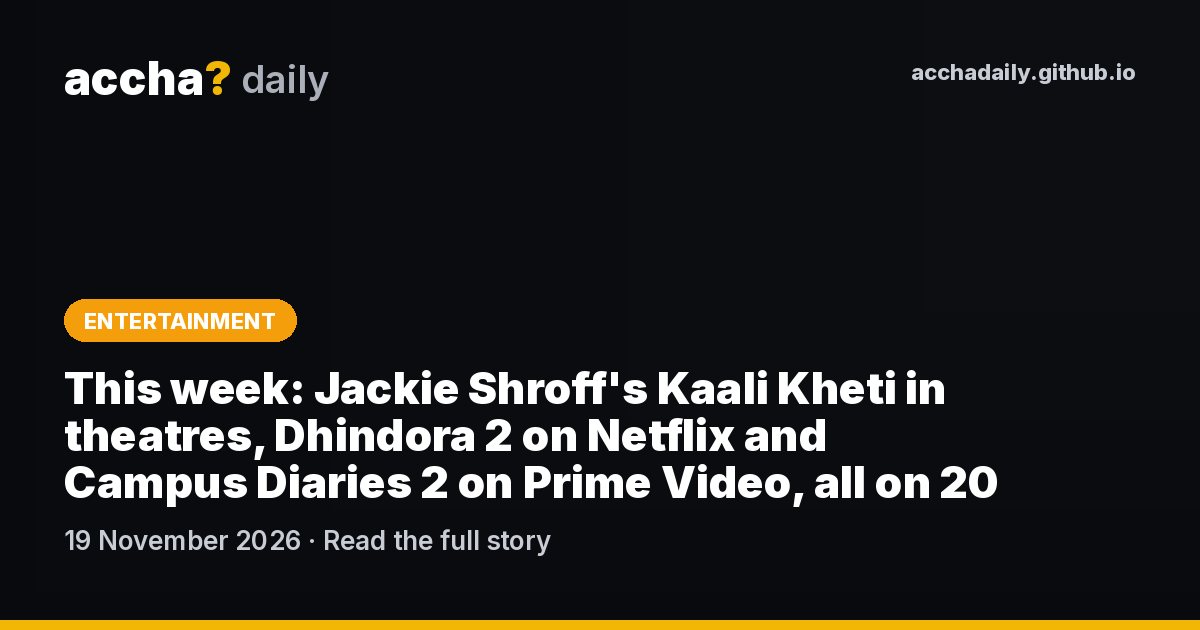 accha? daily
acchadaily.github.io
ENTERTAINMENT
This week: Jackie Shroff's Kaali Kheti in
theatres, Dhindora 2 on Netflix and
Campus Diaries 2 on Prime Video, all on 20
19 November 2026 · Read the full story